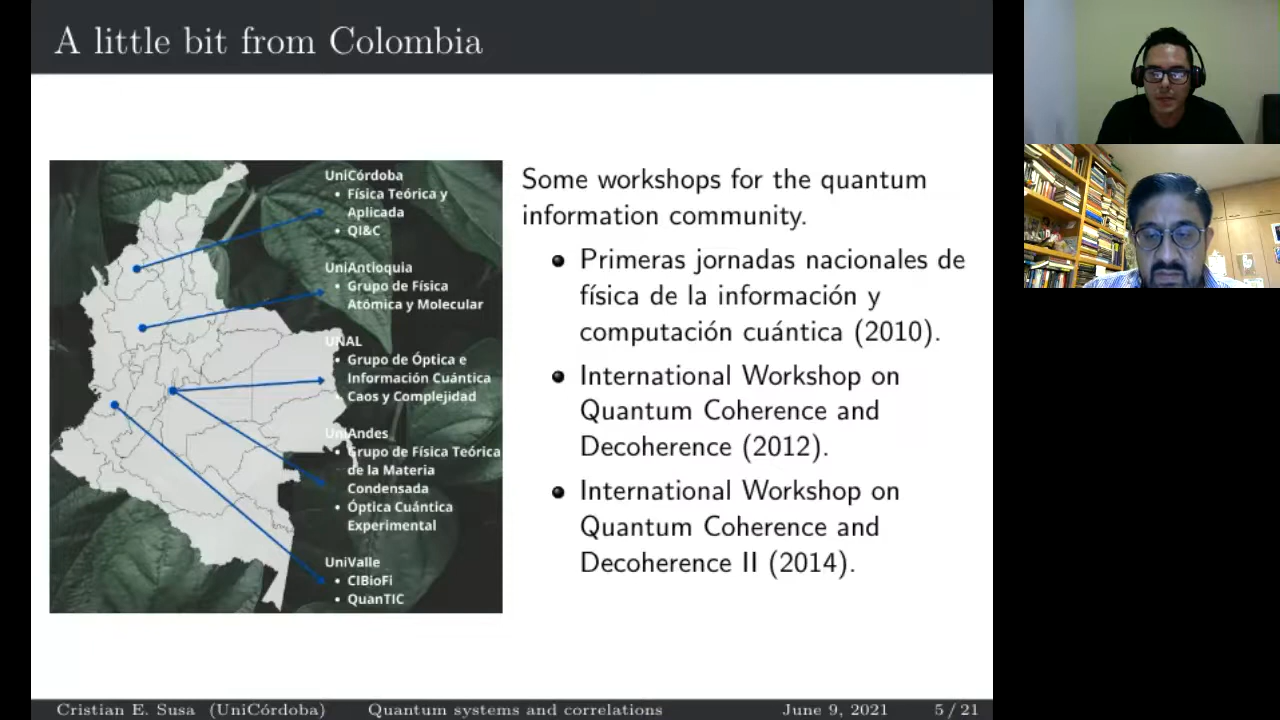 A little bit from Colombia
UniCórdoba
• Física Teórica y
Aplicada
• QI&C
UniAntioquia
• Grupo de Física
Atómica y Molecular
UNAL
• Grupo de Óptica e
Información Cuántica
• Caos y Complejidad
UniAndes
• Grupo de Física Teórica
de la Materia
Condensada
• Óptica Cuántica
Experimental
UniValle
• CIBioFi
• QuanTIC
Some workshops for the quantum
information community.
• Primeras jornadas nacionales de
física de la información y
computación cuántica (2010).
• International Workshop on
Quantum Coherence and
Decoherence (2012).
• International Workshop on
Quantum Coherence and
Decoherence II (2014).
Cristian E. Susa (UniCórdoba) Quantum systems and correlations June 9, 2021 5 / 21